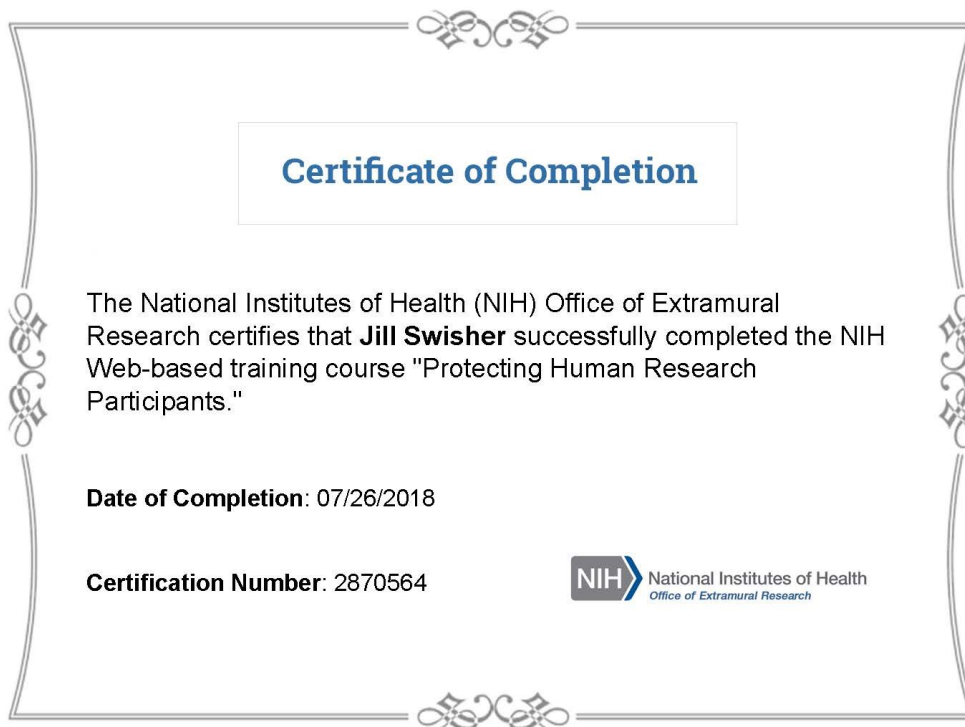 Certificate of Completion
The National Institutes of Health (NIH) Office of Extramural
Research certifies that Jill Swisher successfully completed the NIH
Web-based training course "Protecting Human Research
Participants."
Date of Completion: 07/26/2018
Certification Number: 2870564
NIH National Institutes of Health
Office of Extramural Research